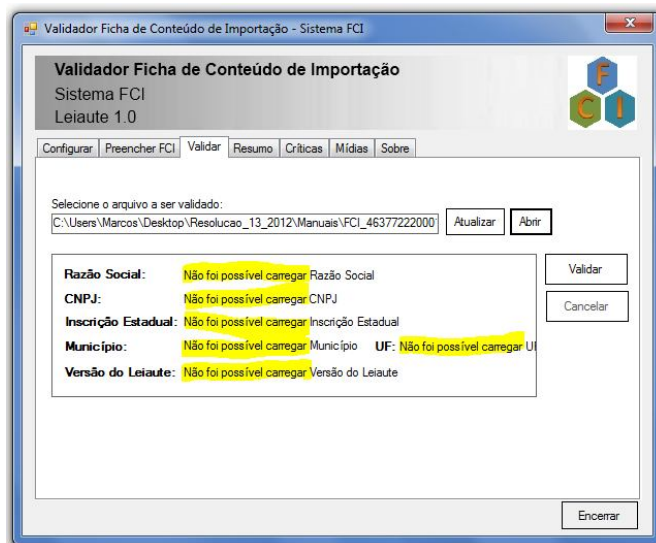 Validador Ficha de Conteúdo de Importação - Sistema FCI
Validador Ficha de Conteúdo de Importação
Sistema FCI
Leiaute 1.0
F
C I
Configurar Preencher FCI Validar Resumo Críticas Mídias Sobre
Selecione o arquivo a ser validado:
C:\Users\Marcos\Desktop\Resolucao_13_2012\Manuais\FCI_46377222000 Atualizar Abrir
Razão Social: Não foi possível carregar Razão Social Validar
CNPJ: Não foi possível carregar CNPJ
Cancelar
Inscrição Estadual: Não foi possível carregar Inscrição Estadual
Município: Não foi possível carregar Município UF: Não foi possível carregar U
Versão do Leiaute: Não foi possível carregar Versão do Leiaute
Encerrar